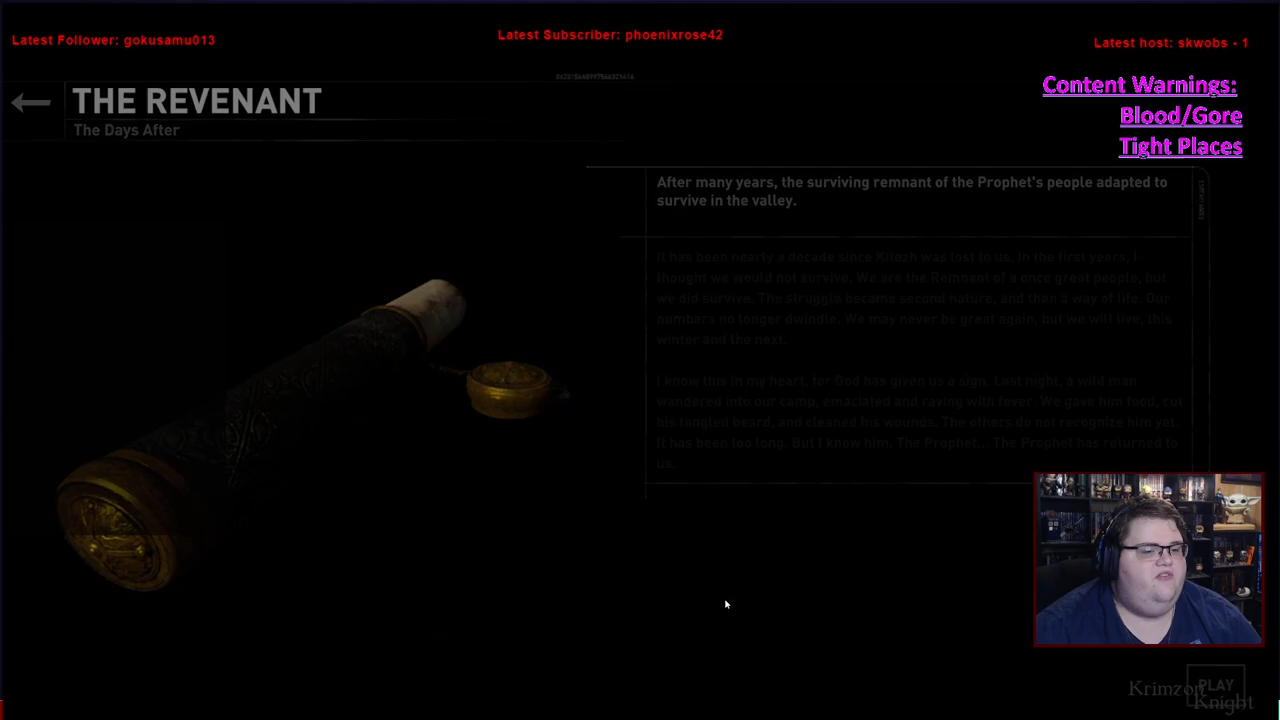 Latest Follower: gokusamu013
Latest Subscriber: phoenixrose42
Latest host: skwobs - 1
Content Warnings:
Blood/Gore
Tight Places
THE REVENANT
The Days After
After many years, the surviving remnant of the Prophet's people adapted to
survive in the valley.
It has been nearly a decade since Kitezh was lost to us. In the first years, I
thought we would not survive. We are the Remnant of a once great people, but
we did survive. The struggle became second nature, and then a way of life. Our
numbers no longer dwindle. We may never be great again, but we will live, this
winter and the next.
I know this in my heart, for God has given us a sign. Last night, a wild man
wandered into our camp, emaciated and raving with fever. We gave him food, cut
his tangled beard, and cleaned his wounds. The others do not recognize him yet.
It has been too long. But I know him. The Prophet... The Prophet has returned to
us.
PLAY
Krimzon
Knight